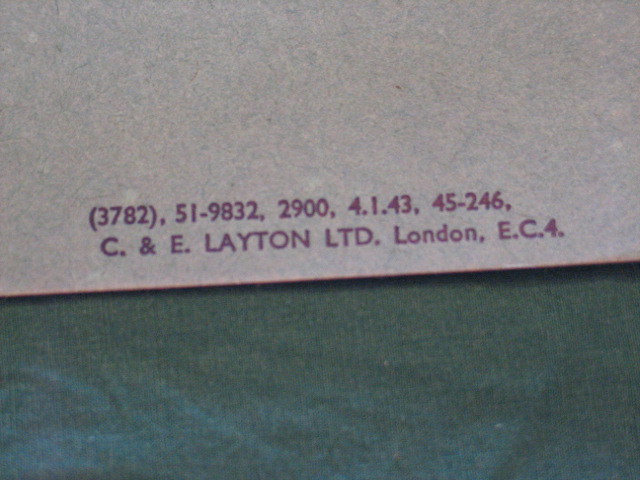 (3782), 51-9832, 2900, 4.1.43, 45-246,
C. & E. LAYTON LTD. London, E.C.4.